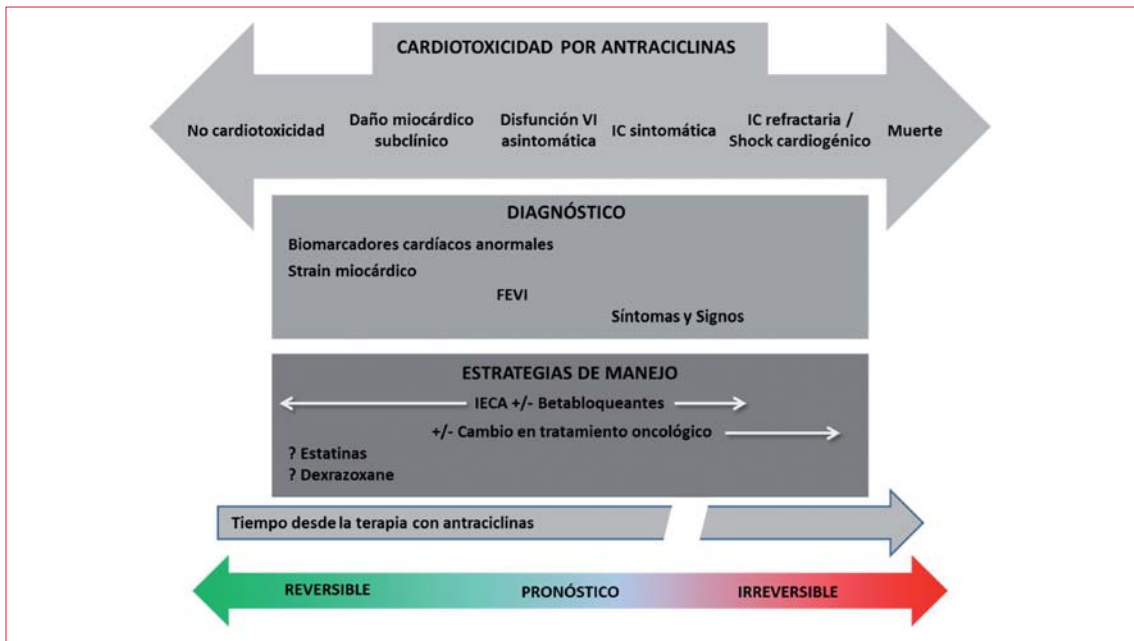 CARDIOTOXICIDAD POR ANTRACICLINAS
No cardiotoxicidad
Daño miocárdico
subclínico
Disfunción VI
asintomática
IC sintomática
IC refractaria /
Shock cardiogénico
Muerte
DIAGNÓSTICO
Biomarcadores cardíacos anormales
Strain miocárdico
FEVI
Síntomas y Signos
ESTRATEGIAS DE MANEJO
IECA +/- Betabloqueantes
+/- Cambio en tratamiento oncológico
? Estatinas
? Dexrazoxane
Tiempo desde la terapia con antraciclinas
REVERSIBLE PRONÓSTICO IRREVERSIBLE